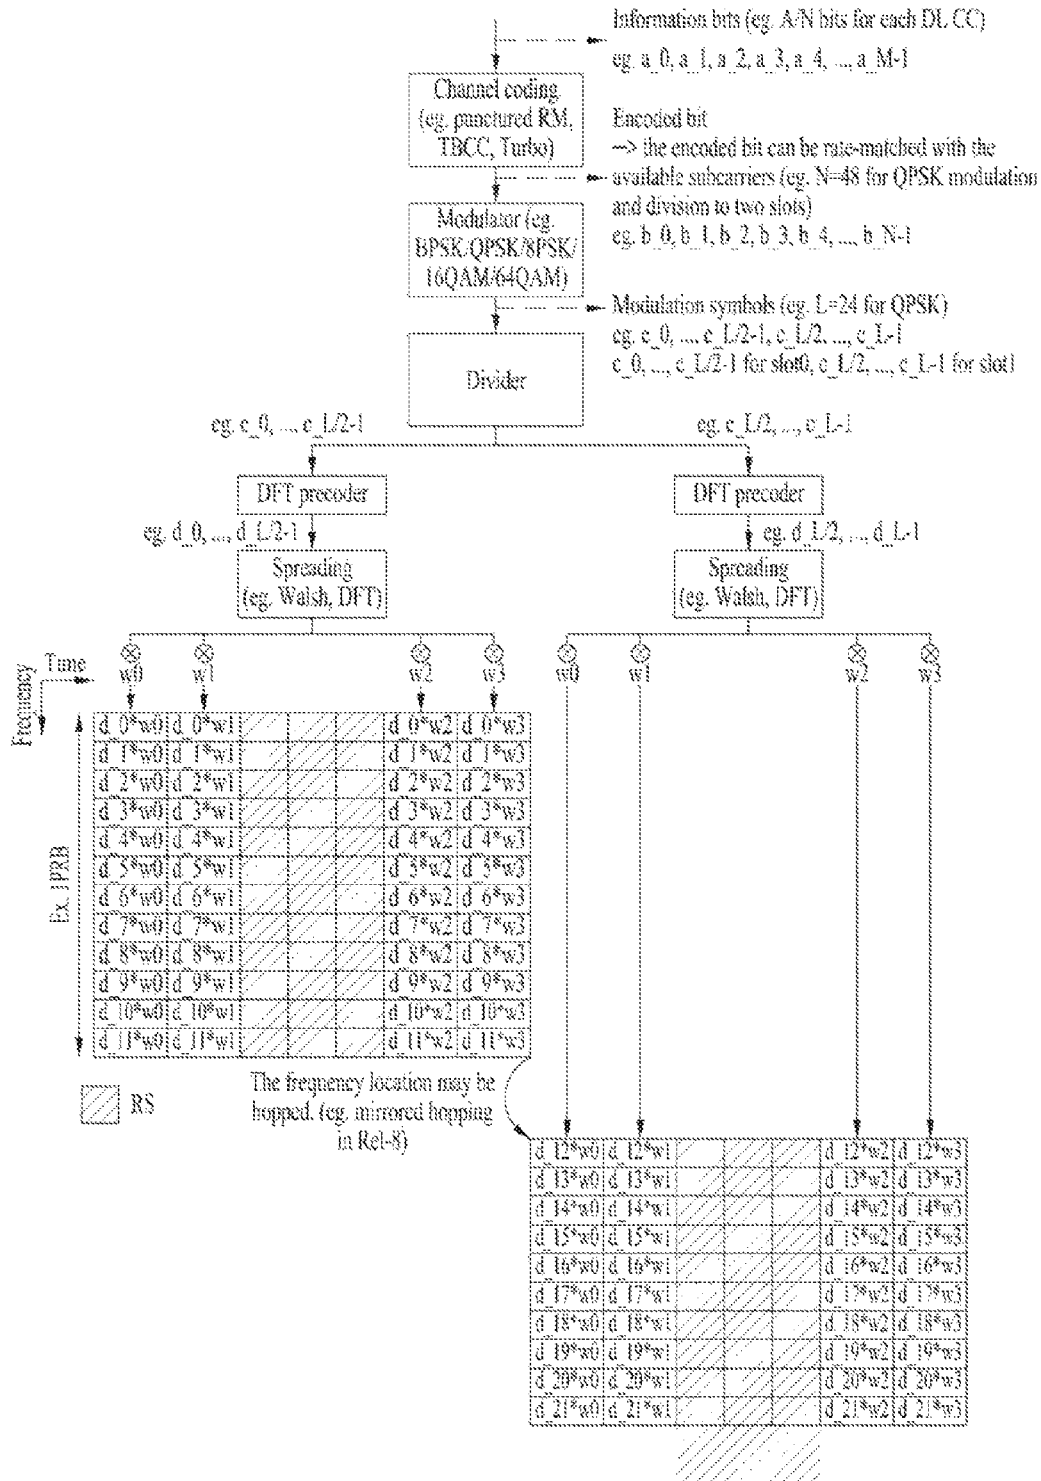 Information bits (eg. A/N bits for each DL CC)
eg. a_0, a_1, a_2, a_3, a_4, ..., a_M-1
Channel coding
(eg. punctured RM,
TBCC, Turbo)
Encoded bit
--> the encoded bit can be rate-matched with the
available subcarriers (eg. N=48 for QPSK modulation
and division to two slots)
eg. b_0, b_1, b_2, b_3, b_4, ..., b_N-1
Modulator (eg.
BPSK/QPSK/8PSK/
16QAM/64QAM)
Modulation symbols (eg. L=24 for QPSK)
eg. c_0, ..., c_L/2-1, c_L/2, ..., c_L-1
c_0, ..., c_L/2-1 for slot0, c_L/2, ..., c_L-1 for slot1
Divider
eg. c_0, ..., c_L/2-1
eg. c_L/2, ..., c_L-1
DFT precoder
DFT precoder
eg. d_0, ..., d_L/2-1
eg. d_L/2, ..., d_L-1
Spreading
(eg. Walsh, DFT)
Spreading
(eg. Walsh, DFT)
Frequency
Time
w0 w1 w2 w3
w0 w1 w2 w3
Ex. 1PRB
d_0*w0 d_0*w1 d_0*w2 d_0*w3
d_1*w0 d_1*w1 d_1*w2 d_1*w3
d_2*w0 d_2*w1 d_2*w2 d_2*w3
d_3*w0 d_3*w1 d_3*w2 d_3*w3
d_4*w0 d_4*w1 d_4*w2 d_4*w3
d_5*w0 d_5*w1 d_5*w2 d_5*w3
d_6*w0 d_6*w1 d_6*w2 d_6*w3
d_7*w0 d_7*w1 d_7*w2 d_7*w3
d_8*w0 d_8*w1 d_8*w2 d_8*w3
d_9*w0 d_9*w1 d_9*w2 d_9*w3
d_10*w0 d_10*w1 d_10*w2 d_10*w3
d_11*w0 d_11*w1 d_11*w2 d_11*w3
RS
The frequency location may be
hopped. (eg. mirrored hopping
in Rel-8)
d_12*w0 d_12*w1 d_12*w2 d_12*w3
d_13*w0 d_13*w1 d_13*w2 d_13*w3
d_14*w0 d_14*w1 d_14*w2 d_14*w3
d_15*w0 d_15*w1 d_15*w2 d_15*w3
d_16*w0 d_16*w1 d_16*w2 d_16*w3
d_17*w0 d_17*w1 d_17*w2 d_17*w3
d_18*w0 d_18*w1 d_18*w2 d_18*w3
d_19*w0 d_19*w1 d_19*w2 d_19*w3
d_20*w0 d_20*w1 d_20*w2 d_20*w3
d_21*w0 d_21*w1 d_21*w2 d_21*w3